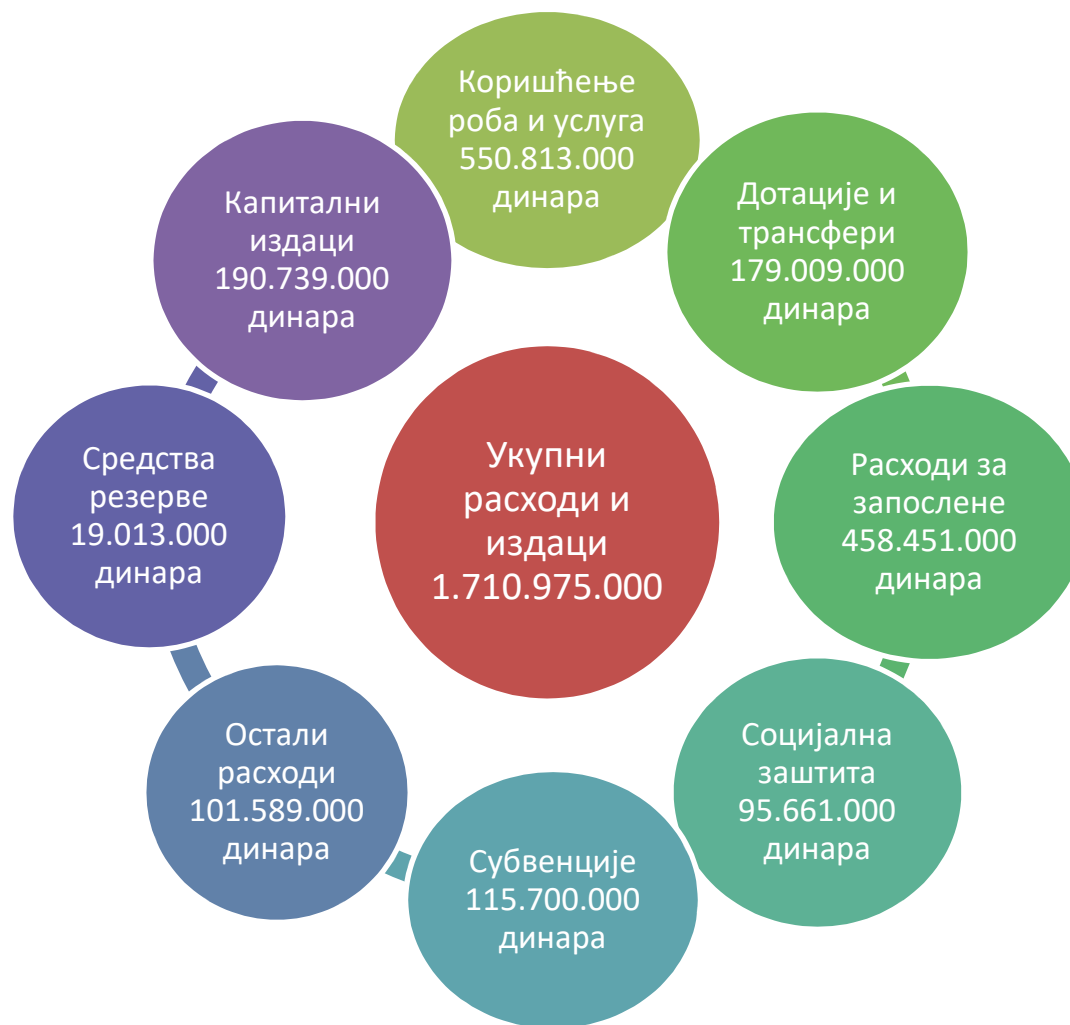 Коришћење
роба и услуга
550.813.000
динара
Дотације и
трансфери
179.009.000
динара
Расходи за
запослене
458.451.000
динара
Социјална
заштита
95.661.000
динара
Субвенције
115.700.000
динара
Остали
расходи
101.589.000
динара
Средства
резерве
19.013.000
динара
Капитални
издаци
190.739.000
динара
Укупни
расходи и
издаци
1.710.975.000